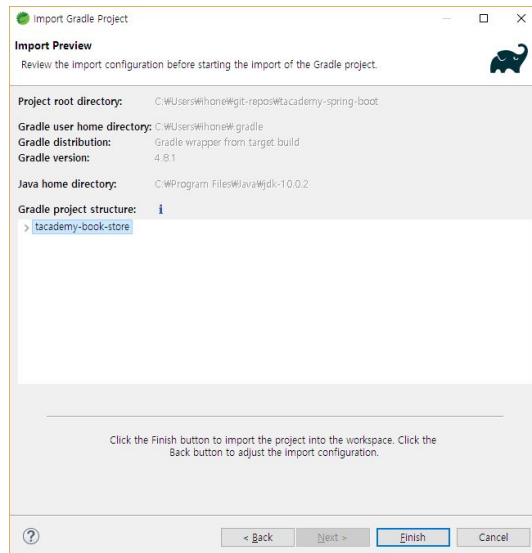 Import Gradle Project
Import Preview
Review the import configuration before starting the import of the Gradle project.
Project root directory: C:₩Users₩ihone₩git-repos₩tacademy-spring-boot
Gradle user home directory: C:₩Users₩ihone₩.gradle
Gradle distribution: Gradle wrapper from target build
Gradle version: 4.8.1
Java home directory: C:₩Program Files₩Java₩jdk-10.0.2
Gradle project structure:
tacademy-book-store
Click the Finish button to import the project into the workspace. Click the
Back button to adjust the import configuration.
< Back Next > Finish Cancel